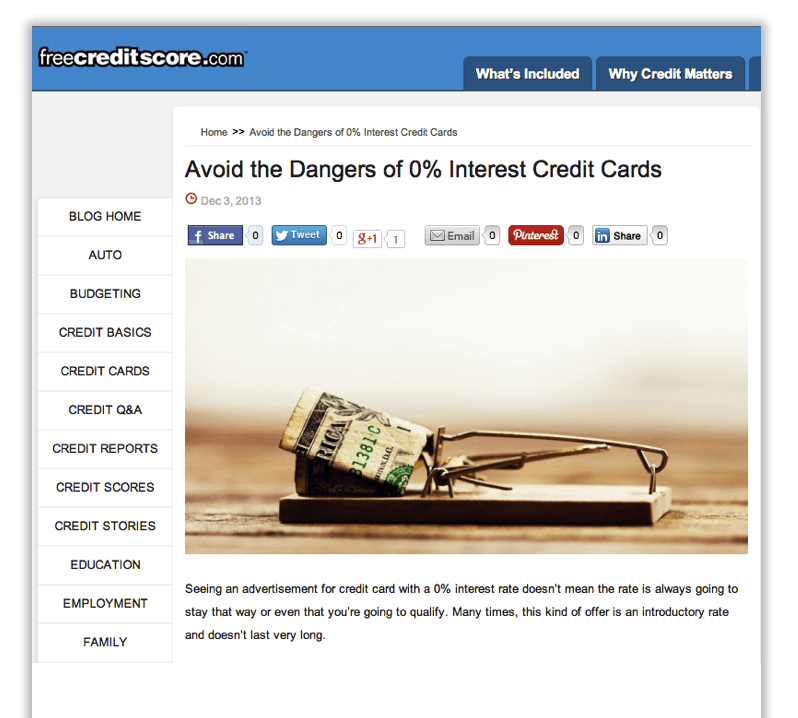 freecreditscore.com
What's Included
Why Credit Matters
Home >> Avoid the Dangers of 0% Interest Credit Cards
Avoid the Dangers of 0% Interest Credit Cards
Dec 3, 2013
Share 0 Tweet 0 g+1 1 Email 0 Pinterest 0 in Share 0
BLOG HOME
AUTO
BUDGETING
CREDIT BASICS
CREDIT CARDS
CREDIT Q&A
CREDIT REPORTS
CREDIT SCORES
CREDIT STORIES
EDUCATION
EMPLOYMENT
FAMILY
RICA
31381C
Seeing an advertisement for credit card with a 0% interest rate doesn't mean the rate is always going to
stay that way or even that you're going to qualify. Many times, this kind of offer is an introductory rate
and doesn't last very long.